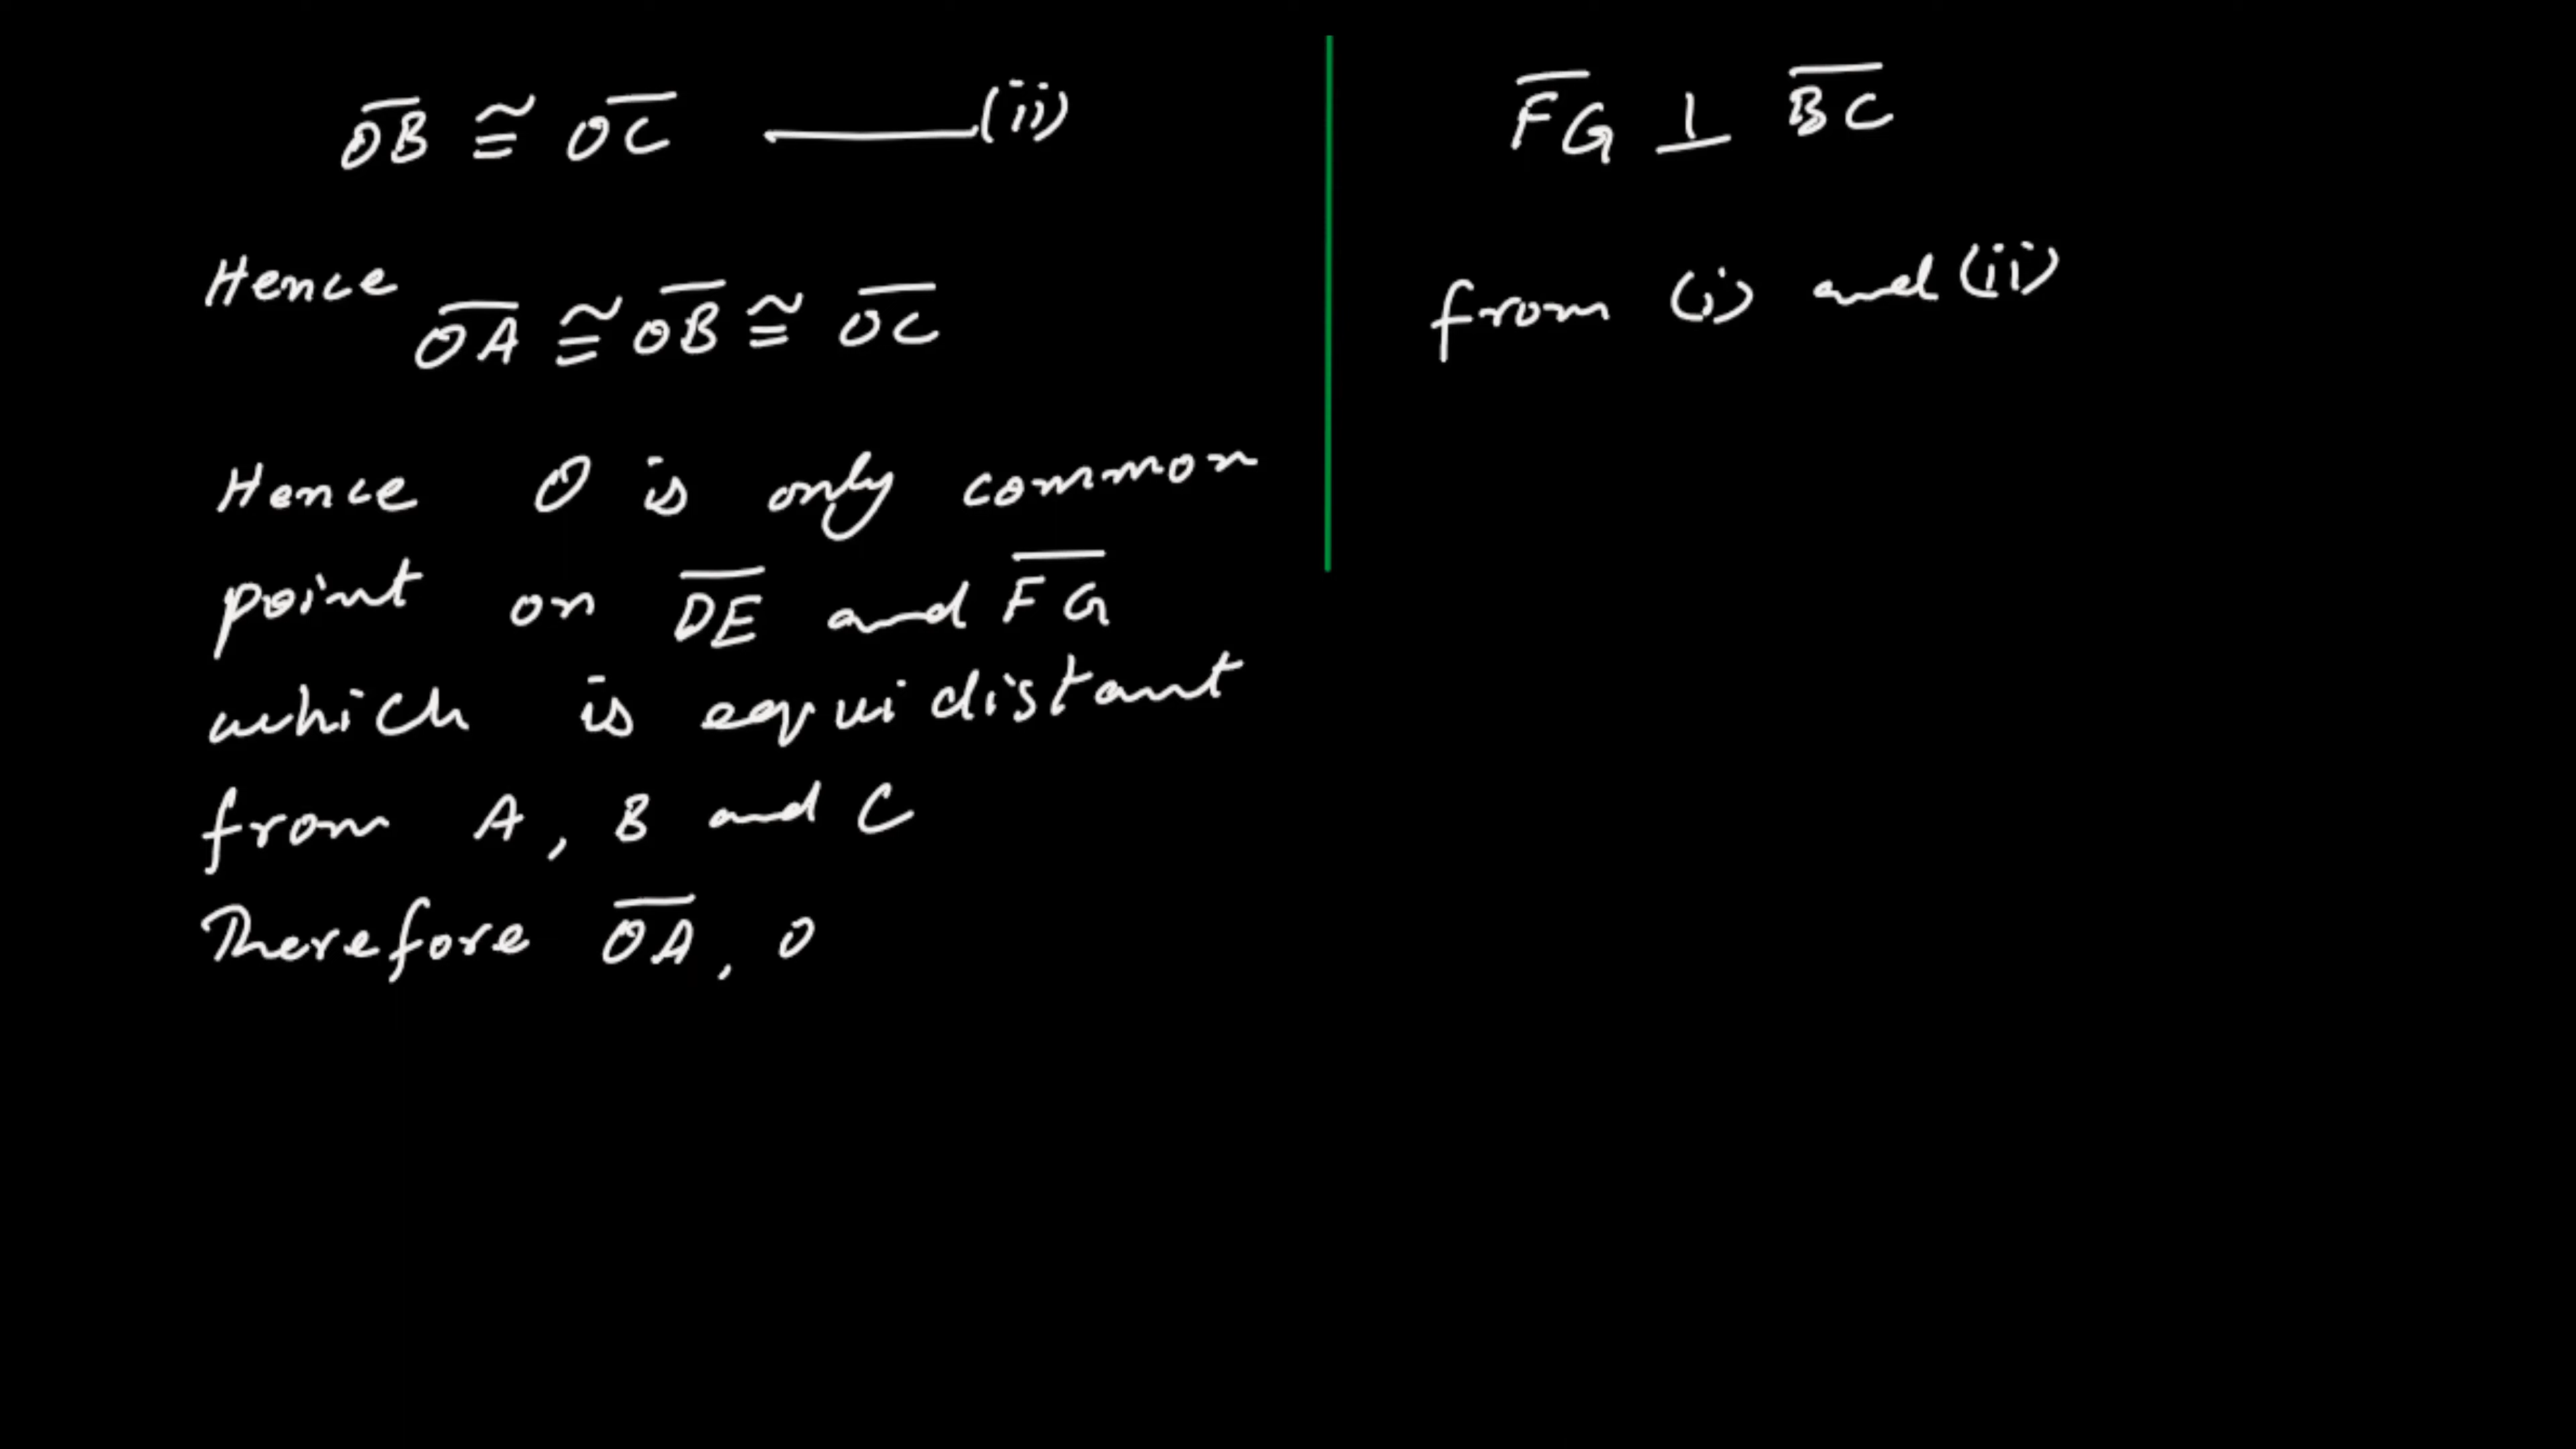 OB ≅ OC ——— (ii)
FG ⊥ BC
Hence
OA ≅ OB ≅ OC
from (i) and (ii)
Hence O is only common
point on DE and FG
which is equidistant
from A, B and C
Therefore OA, O